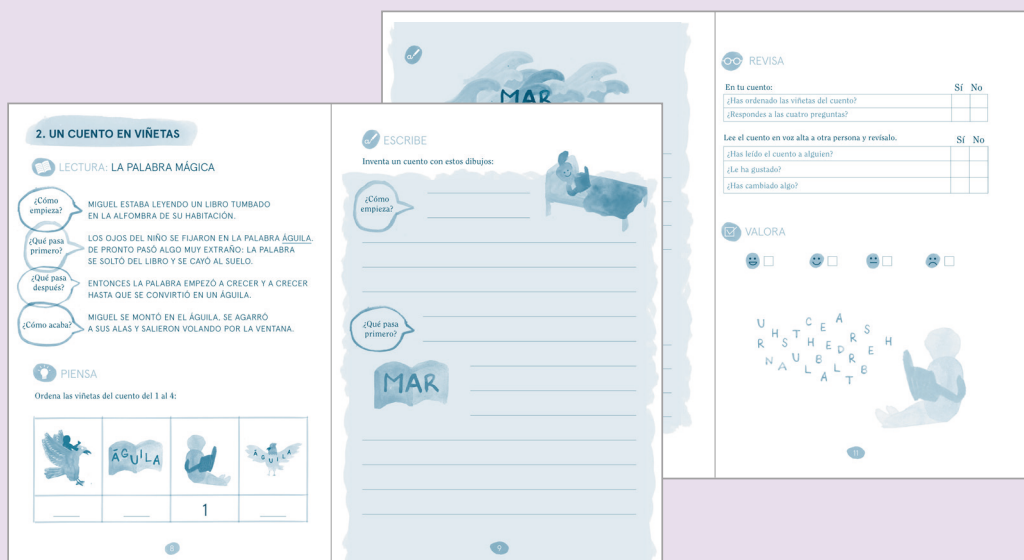 2. UN CUENTO EN VIÑETAS
LECTURA: LA PALABRA MÁGICA
¿Cómo
empieza?
MIGUEL ESTABA LEYENDO UN LIBRO TUMBADO
EN LA ALFOMBRA DE SU HABITACIÓN.
¿Qué pasa
primero?
LOS OJOS DEL NIÑO SE FIJARON EN LA PALABRA ÁGUILA.
DE PRONTO PASÓ ALGO MUY EXTRAÑO: LA PALABRA
SE SOLTÓ DEL LIBRO Y SE CAYÓ AL SUELO.
¿Qué pasa
después?
ENTONCES LA PALABRA EMPEZÓ A CRECER Y A CRECER
HASTA QUE SE CONVIRTIÓ EN UN ÁGUILA.
¿Cómo acaba?
MIGUEL SE MONTÓ EN EL ÁGUILA, SE AGARRÓ
A SUS ALAS Y SALIERON VOLANDO POR LA VENTANA.
PIENSA
Ordena las viñetas del cuento del 1 al 4:
ÁGUILA
ÁGUILA
1
8
ESCRIBE
Inventa un cuento con estos dibujos:
¿Cómo
empieza?
¿Qué pasa
primero?
MAR
9
MAR
REVISA
En tu cuento:
Sí No
¿Has ordenado las viñetas del cuento?
¿Respondes a las cuatro preguntas?
Lee el cuento en voz alta a otra persona y revísalo.
Sí No
¿Has leído el cuento a alguien?
¿Le ha gustado?
¿Has cambiado algo?
VALORA
U H S T C E A R S H
R S T H E D R E
N A U B L R B
L A T
11